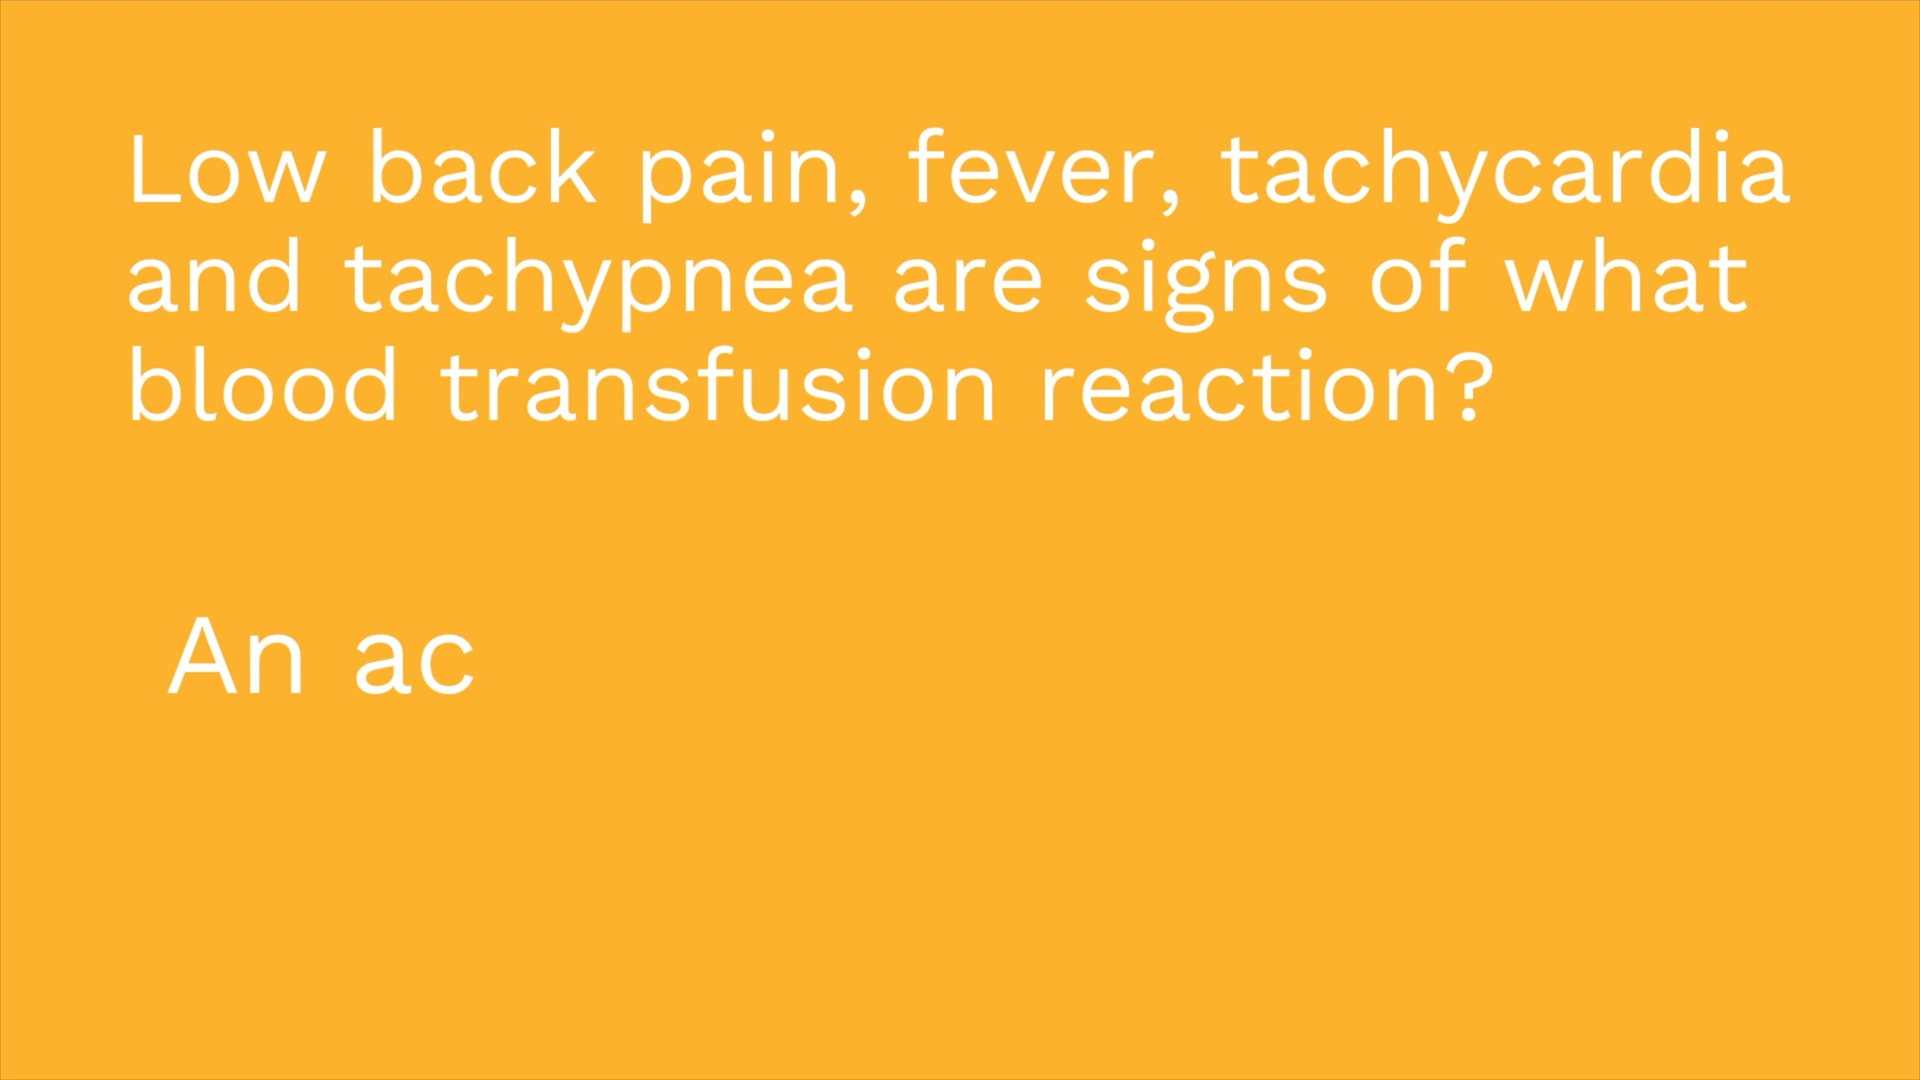 Low back pain, fever, tachycardia
and tachypnea are signs of what
blood transfusion reaction?
An ac